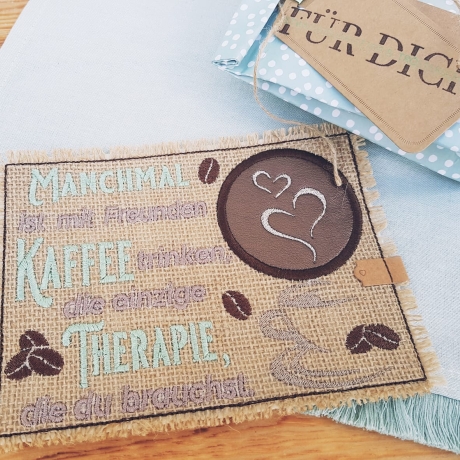 FÜR DICH
MANCHMAL
ist mit Freunden
KAFFEE trinken,
die einzige
THERAPIE,
die du brauchst.